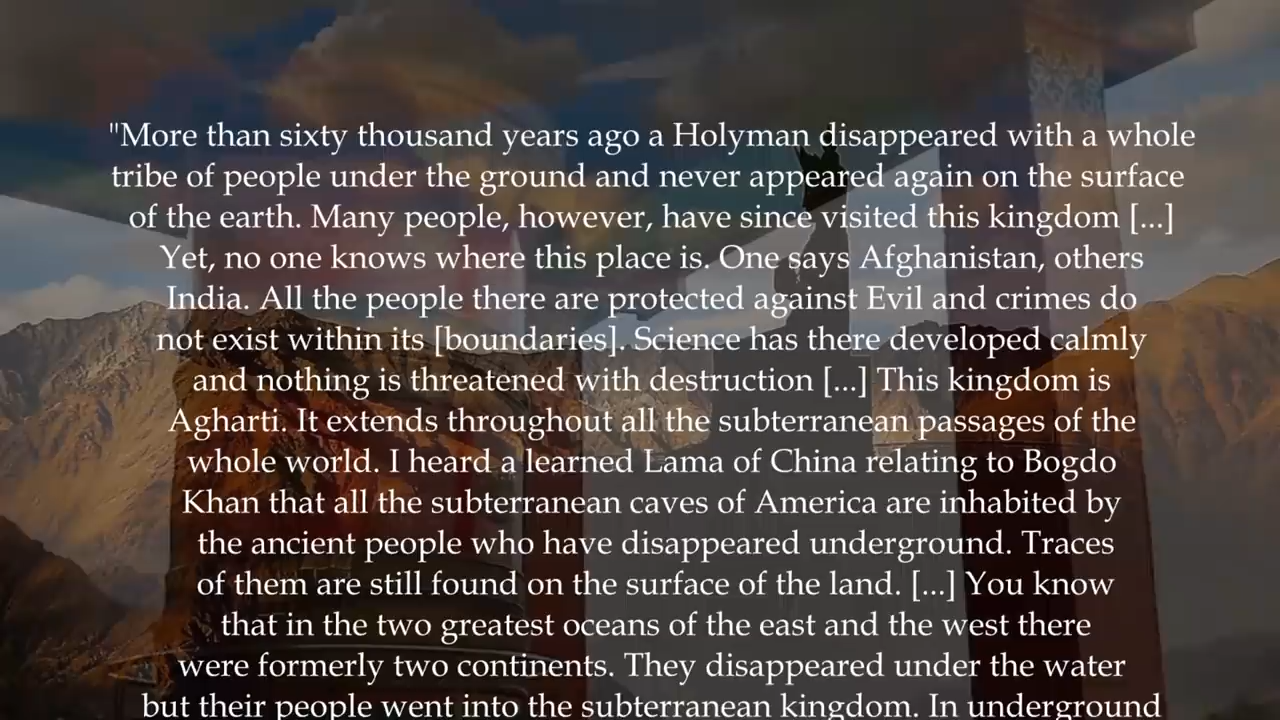 "More than sixty thousand years ago a Holyman disappeared with a whole
tribe of people under the ground and never appeared again on the surface
of the earth. Many people, however, have since visited this kingdom [...]
Yet, no one knows where this place is. One says Afghanistan, others
India. All the people there are protected against Evil and crimes do
not exist within its [boundaries]. Science has there developed calmly
and nothing is threatened with destruction [...] This kingdom is
Agharti. It extends throughout all the subterranean passages of the
whole world. I heard a learned Lama of China relating to Bogdo
Khan that all the subterranean caves of America are inhabited by
the ancient people who have disappeared underground. Traces
of them are still found on the surface of the land. [...] You know
that in the two greatest oceans of the east and the west there
were formerly two continents. They disappeared under the water
but their people went into the subterranean kingdom. In underground